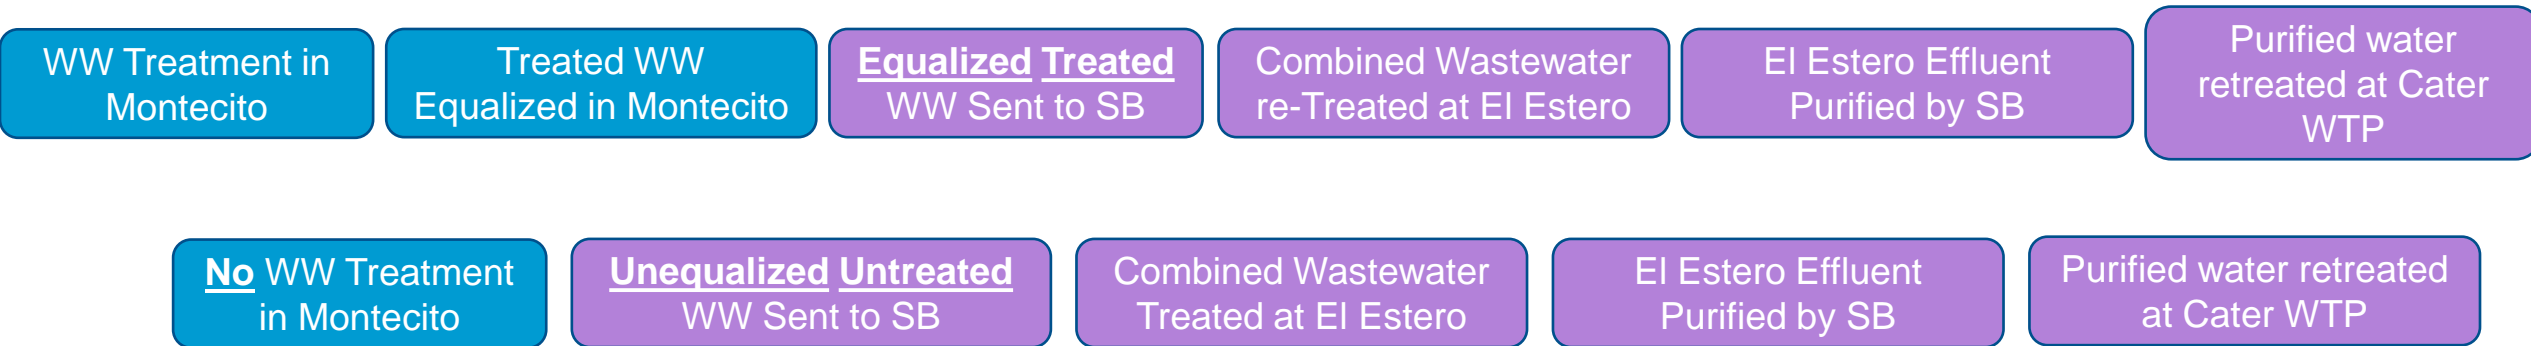 WW Treatment in
Montecito
Treated WW
Equalized in Montecito
Equalized Treated
WW Sent to SB
Combined Wastewater
re-Treated at El Estero
El Estero Effluent
Purified by SB
Purified water
retreated at Cater
WTP
No WW Treatment
in Montecito
Unequalized Untreated
WW Sent to SB
Combined Wastewater
Treated at El Estero
El Estero Effluent
Purified by SB
Purified water retreated
at Cater WTP